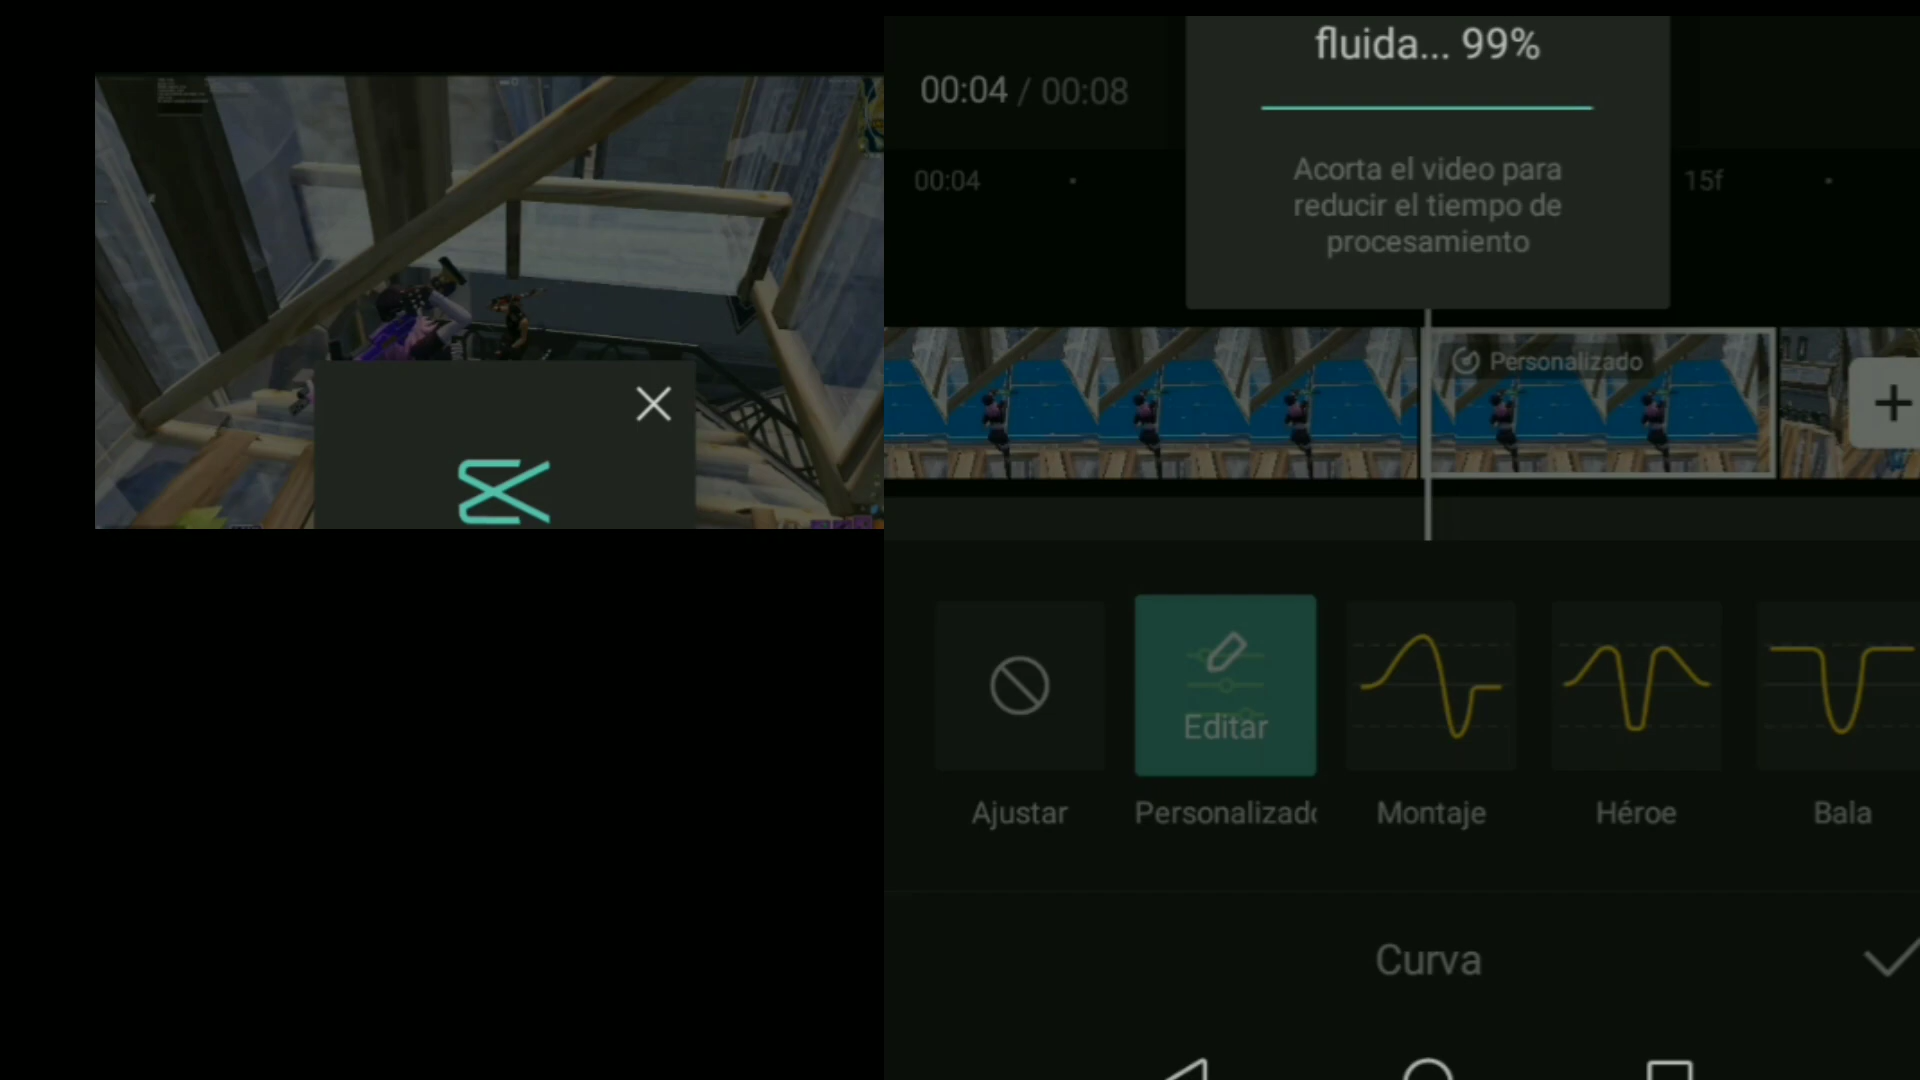 fluida... 99%
00:04 / 00:08
Acorta el video para
reducir el tiempo de
procesamiento
00:04
15f
Personalizado
Editar
Ajustar
Personalizado
Montaje
Héroe
Bala
Curva